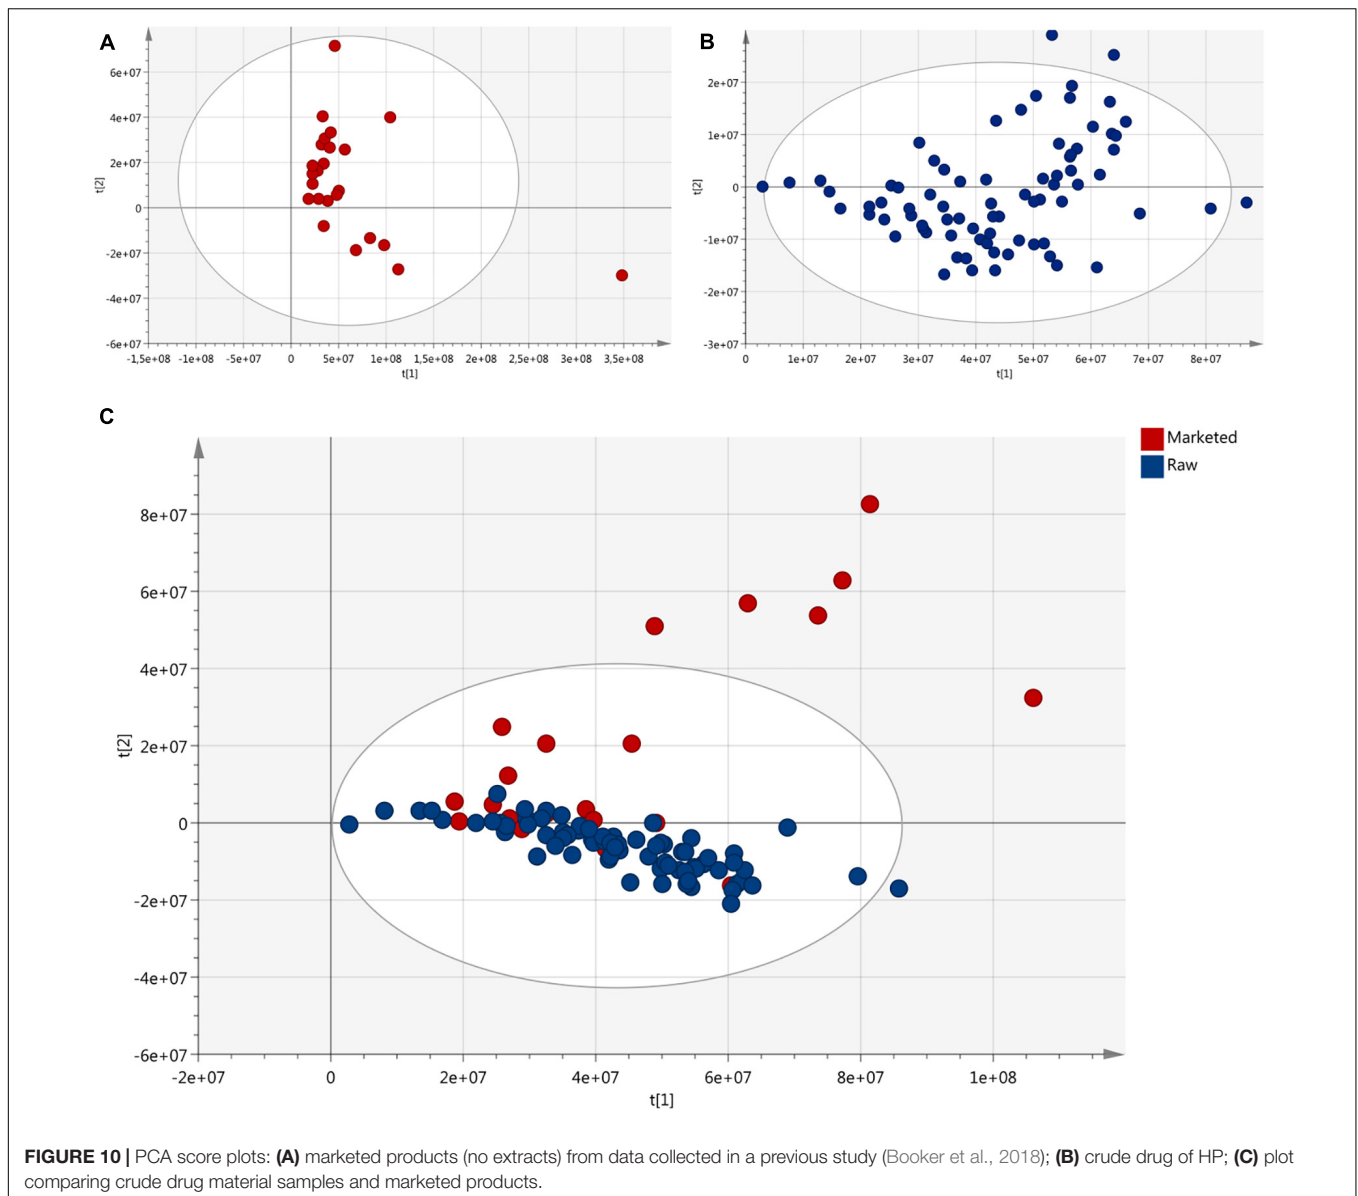 A
6e+07
4e+07
2e+07
0
-2e+07
-4e+07
-6e+07
t[2]
-1,5e+08 -1e+08 -5e+07 0 5e+07 1e+08 1,5e+08 2e+08 2,5e+08 3e+08 3,5e+08
t[1]
B
2e+07
1e+07
0
-1e+07
-2e+07
-3e+07
t[2]
0 1e+07 2e+07 3e+07 4e+07 5e+07 6e+07 7e+07 8e+07
t[1]
C
Marketed
Raw
8e+07
6e+07
4e+07
2e+07
0
-2e+07
-4e+07
-6e+07
t[2]
-2e+07 0 2e+07 4e+07 6e+07 8e+07 1e+08
t[1]
FIGURE 10 | PCA score plots: (A) marketed products (no extracts) from data collected in a previous study (Booker et al., 2018); (B) crude drug of HP; (C) plot
comparing crude drug material samples and marketed products.